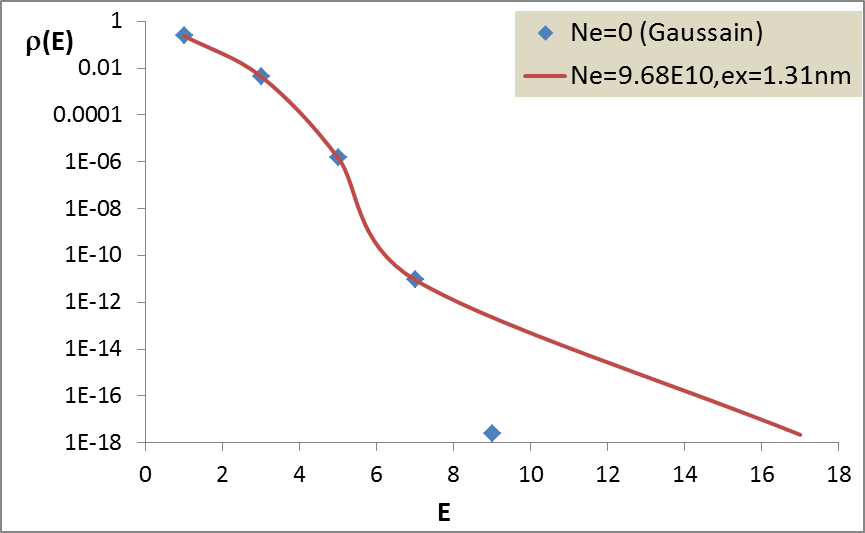 ρ(E)
Ne=0 (Gaussain)
Ne=9.68E10,ex=1.31nm
1
0.01
0.0001
1E-06
1E-08
1E-10
1E-12
1E-14
1E-16
1E-18
0 2 4 6 8 10 12 14 16 18
E